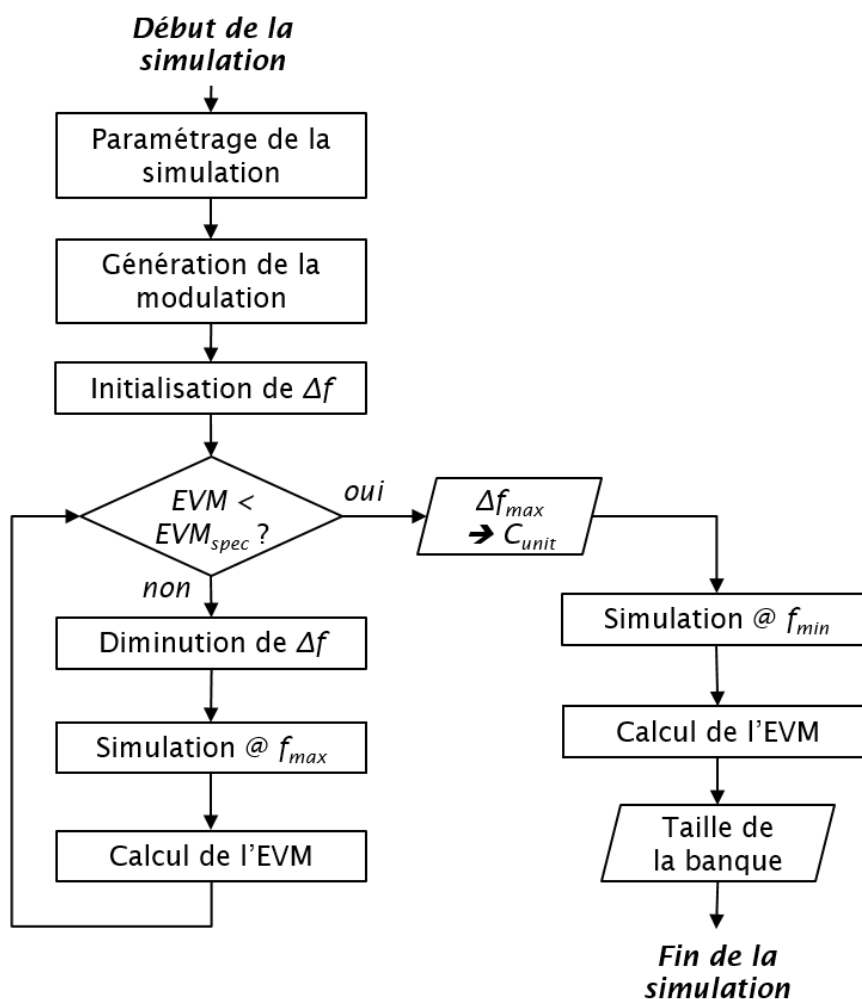 Début de la
simulation
Paramétrage de la
simulation
Génération de la
modulation
Initialisation de Δf
EVM <
EVMspec ?
oui
non
Δfmax
➔ Cunit
Diminution de Δf
Simulation @ fmax
Calcul de l'EVM
Simulation @ fmin
Calcul de l'EVM
Taille de
la banque
Fin de la
simulation